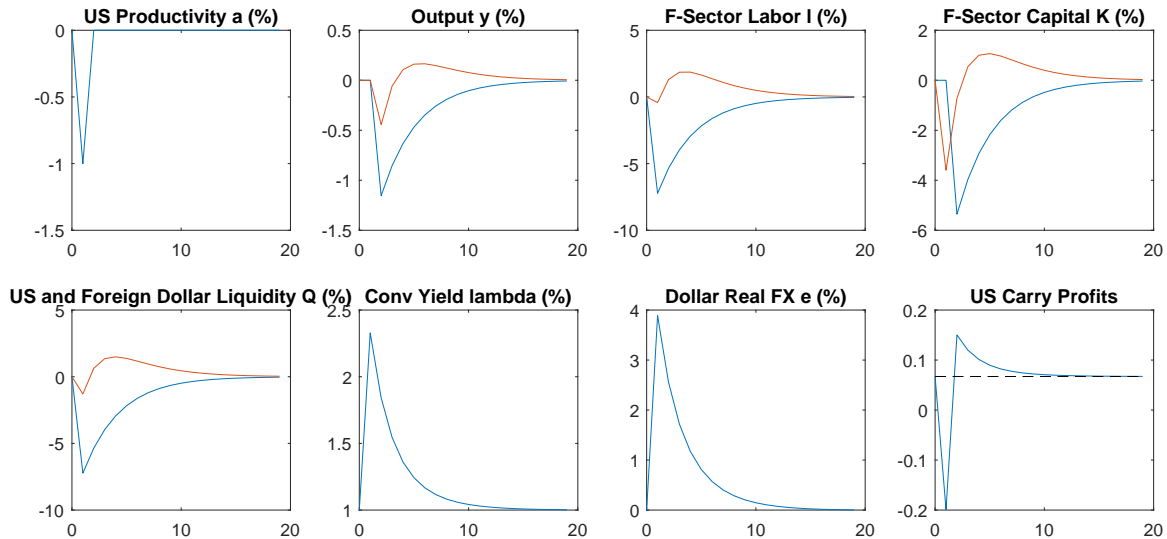 US Productivity a (%)
0
-0.5
-1
-1.5
0 10 20
Output y (%)
0.5
0
-0.5
-1
-1.5
0 10 20
F-Sector Labor l (%)
5
0
-5
-10
0 10 20
F-Sector Capital K (%)
2
0
-2
-4
-6
0 10 20
US and Foreign Dollar Liquidity Q (%)
5
0
-5
-10
0 10 20
Conv Yield lambda (%)
2.5
2
1.5
1
0 10 20
Dollar Real FX e (%)
4
3
2
1
0
0 10 20
US Carry Profits
0.2
0.1
0
-0.1
-0.2
0 10 20